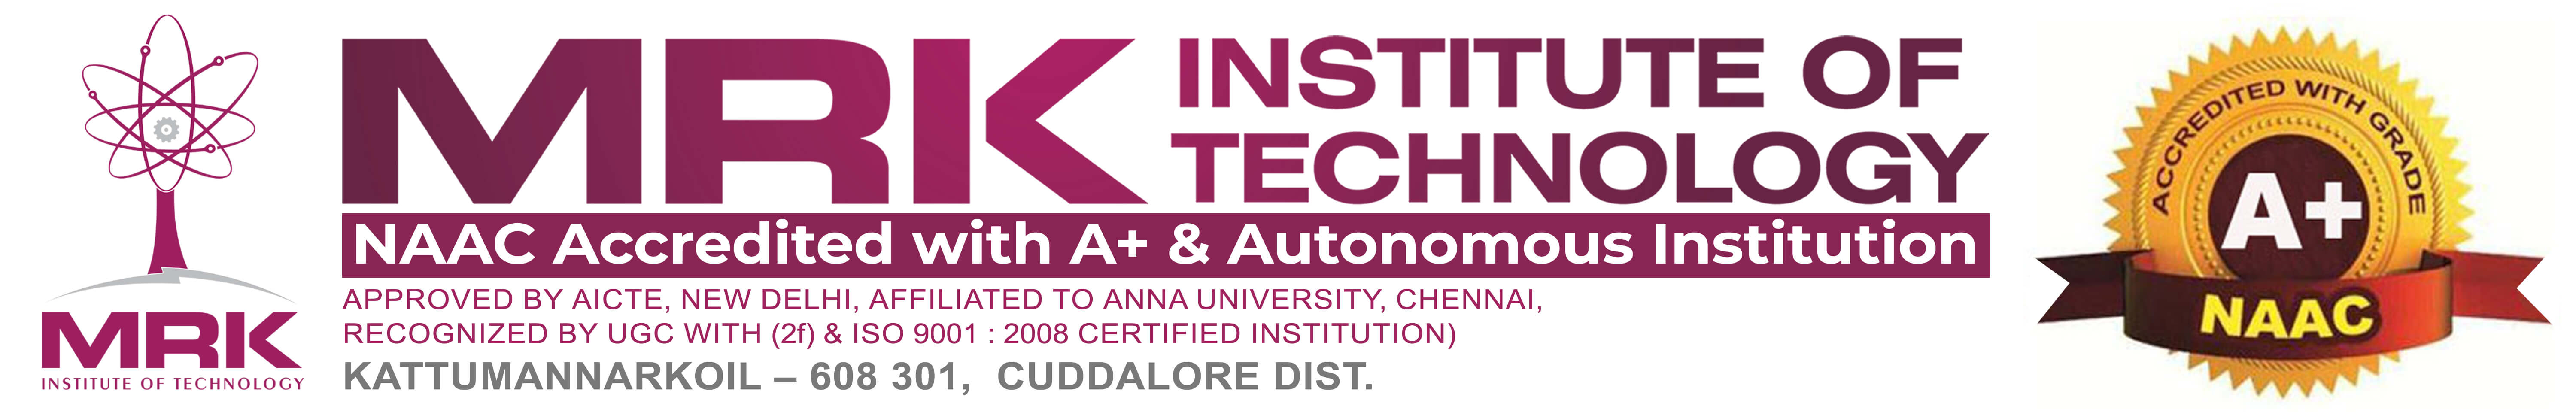 MRK
INSTITUTE OF TECHNOLOGY
MRK
INSTITUTE OF
TECHNOLOGY
NAAC Accredited with A+ & Autonomous Institution
APPROVED BY AICTE, NEW DELHI, AFFILIATED TO ANNA UNIVERSITY, CHENNAI,
RECOGNIZED BY UGC WITH (2f) & ISO 9001 : 2008 CERTIFIED INSTITUTION)
KATTUMANNARKOIL – 608 301, CUDDALORE DIST.
ACCREDITED WITH GRADE
A+
NAAC